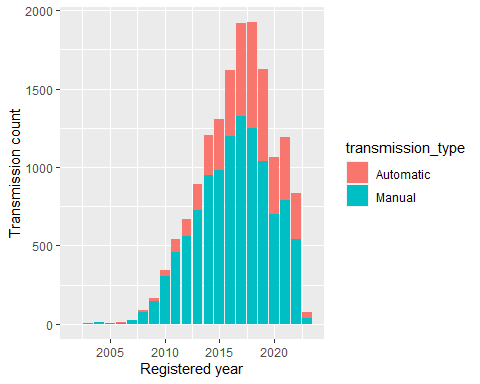 2000
1500
1000
500
0
Transmission count
2005 2010 2015 2020
Registered year
transmission_type
Automatic
Manual